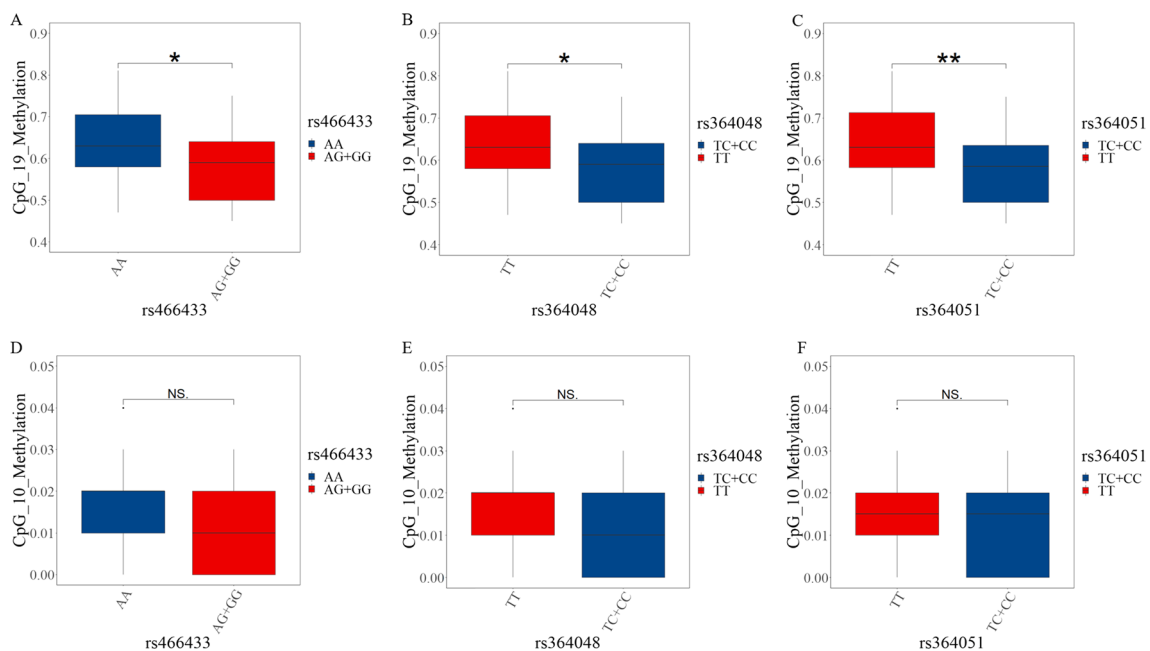 A
CpG_19_Methylation
0.9
0.8
0.7
0.6
0.5
0.4
*
AA
AG+GG
rs466433
rs466433
AA
AG+GG
B
CpG_19_Methylation
0.9
0.8
0.7
0.6
0.5
0.4
*
TT
TC+CC
rs364048
rs364048
TC+CC
TT
C
CpG_19_Methylation
0.9
0.8
0.7
0.6
0.5
0.4
**
TT
TC+CC
rs364051
rs364051
TC+CC
TT
D
CpG_10_Methylation
0.05
0.04
0.03
0.02
0.01
0.00
NS.
AA
AG+GG
rs466433
rs466433
AA
AG+GG
E
CpG_10_Methylation
0.05
0.04
0.03
0.02
0.01
0.00
NS.
TT
TC+CC
rs364048
rs364048
TC+CC
TT
F
CpG_10_Methylation
0.05
0.04
0.03
0.02
0.01
0.00
NS.
TT
TC+CC
rs364051
rs364051
TC+CC
TT